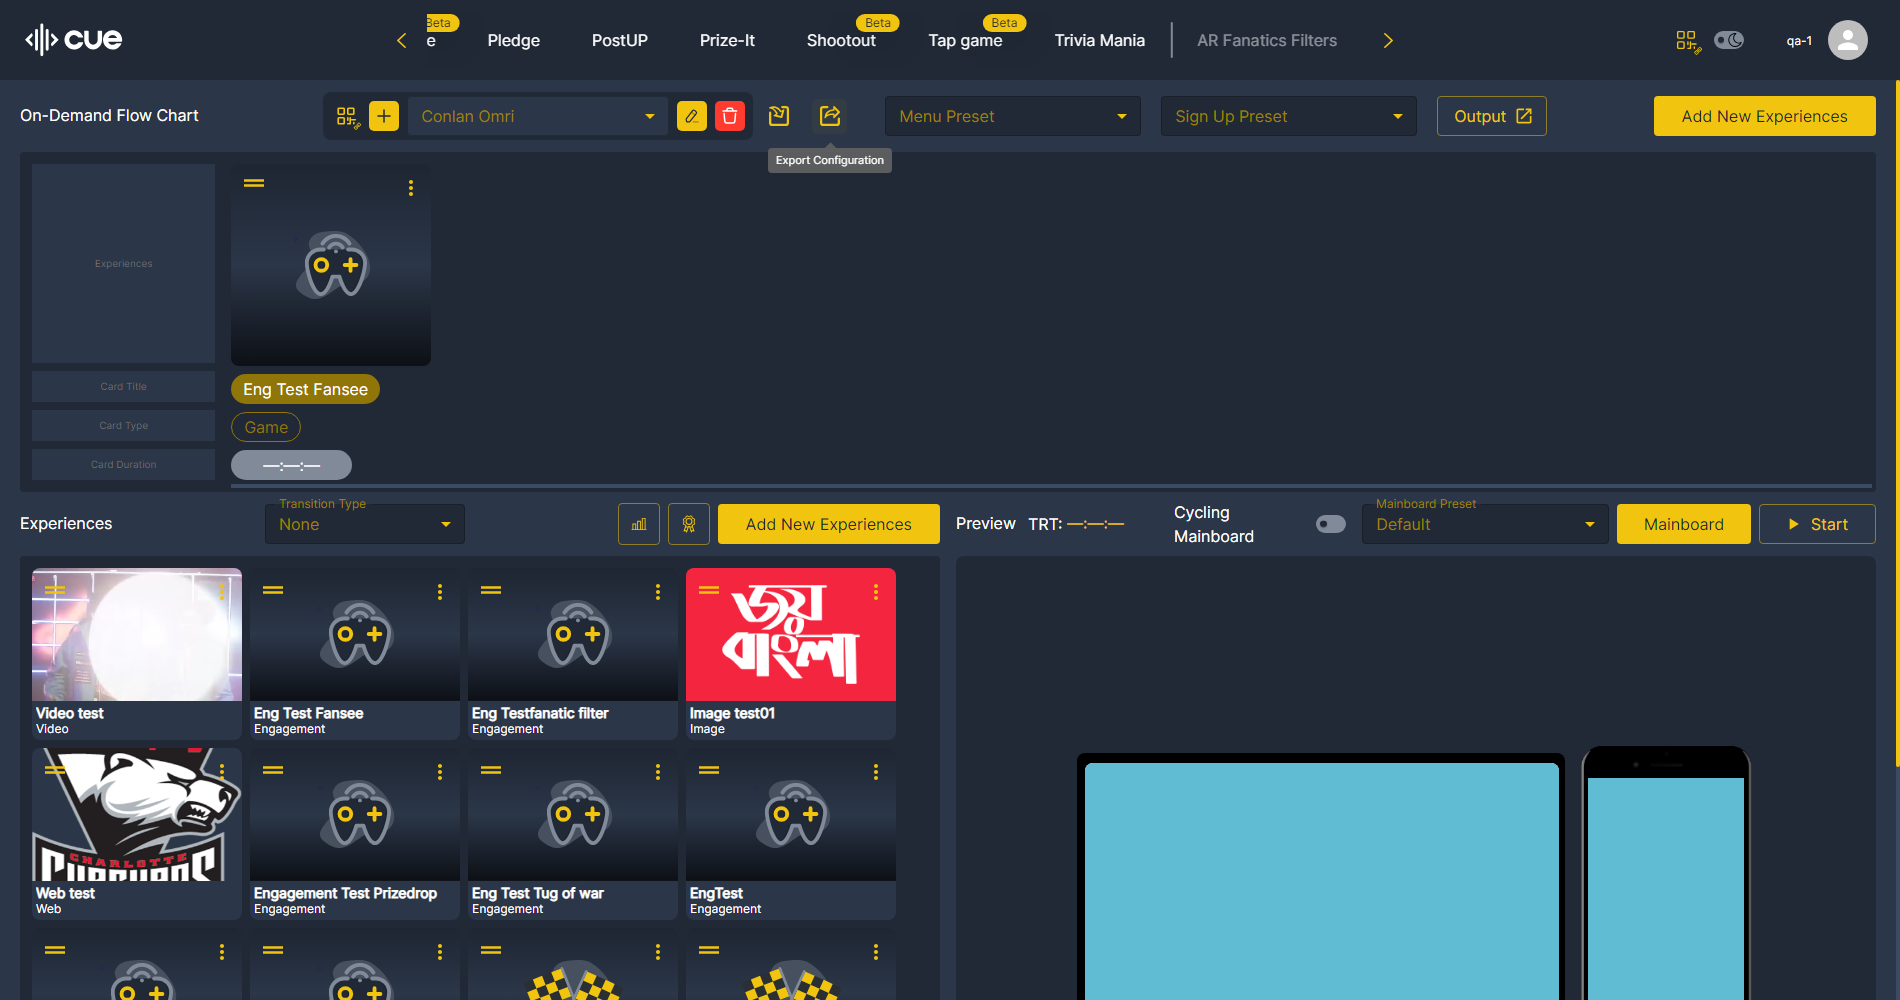 cue
Beta
e
Pledge
PostUP
Prize-It
Beta
Shootout
Beta
Tap game
Trivia Mania
AR Fanatics Filters
qa-1
On-Demand Flow Chart
Conlan Omri
Menu Preset
Sign Up Preset
Output
Add New Experiences
Export Configuration
Experiences
Card Title
Eng Test Fansee
Card Type
Game
Card Duration
—:—:—
Experiences
Transition Type
None
Add New Experiences
Preview
TRT: —:—:—
Cycling
Mainboard
Mainboard Preset
Default
Mainboard
Start
জয়
বাংলা
Video test
Video
Eng Test Fansee
Engagement
Eng Testfanatic filter
Engagement
Image test01
Image
CHARLOTTE
Web test
Web
Engagement Test Prizedrop
Engagement
Eng Test Tug of war
Engagement
EngTest
Engagement